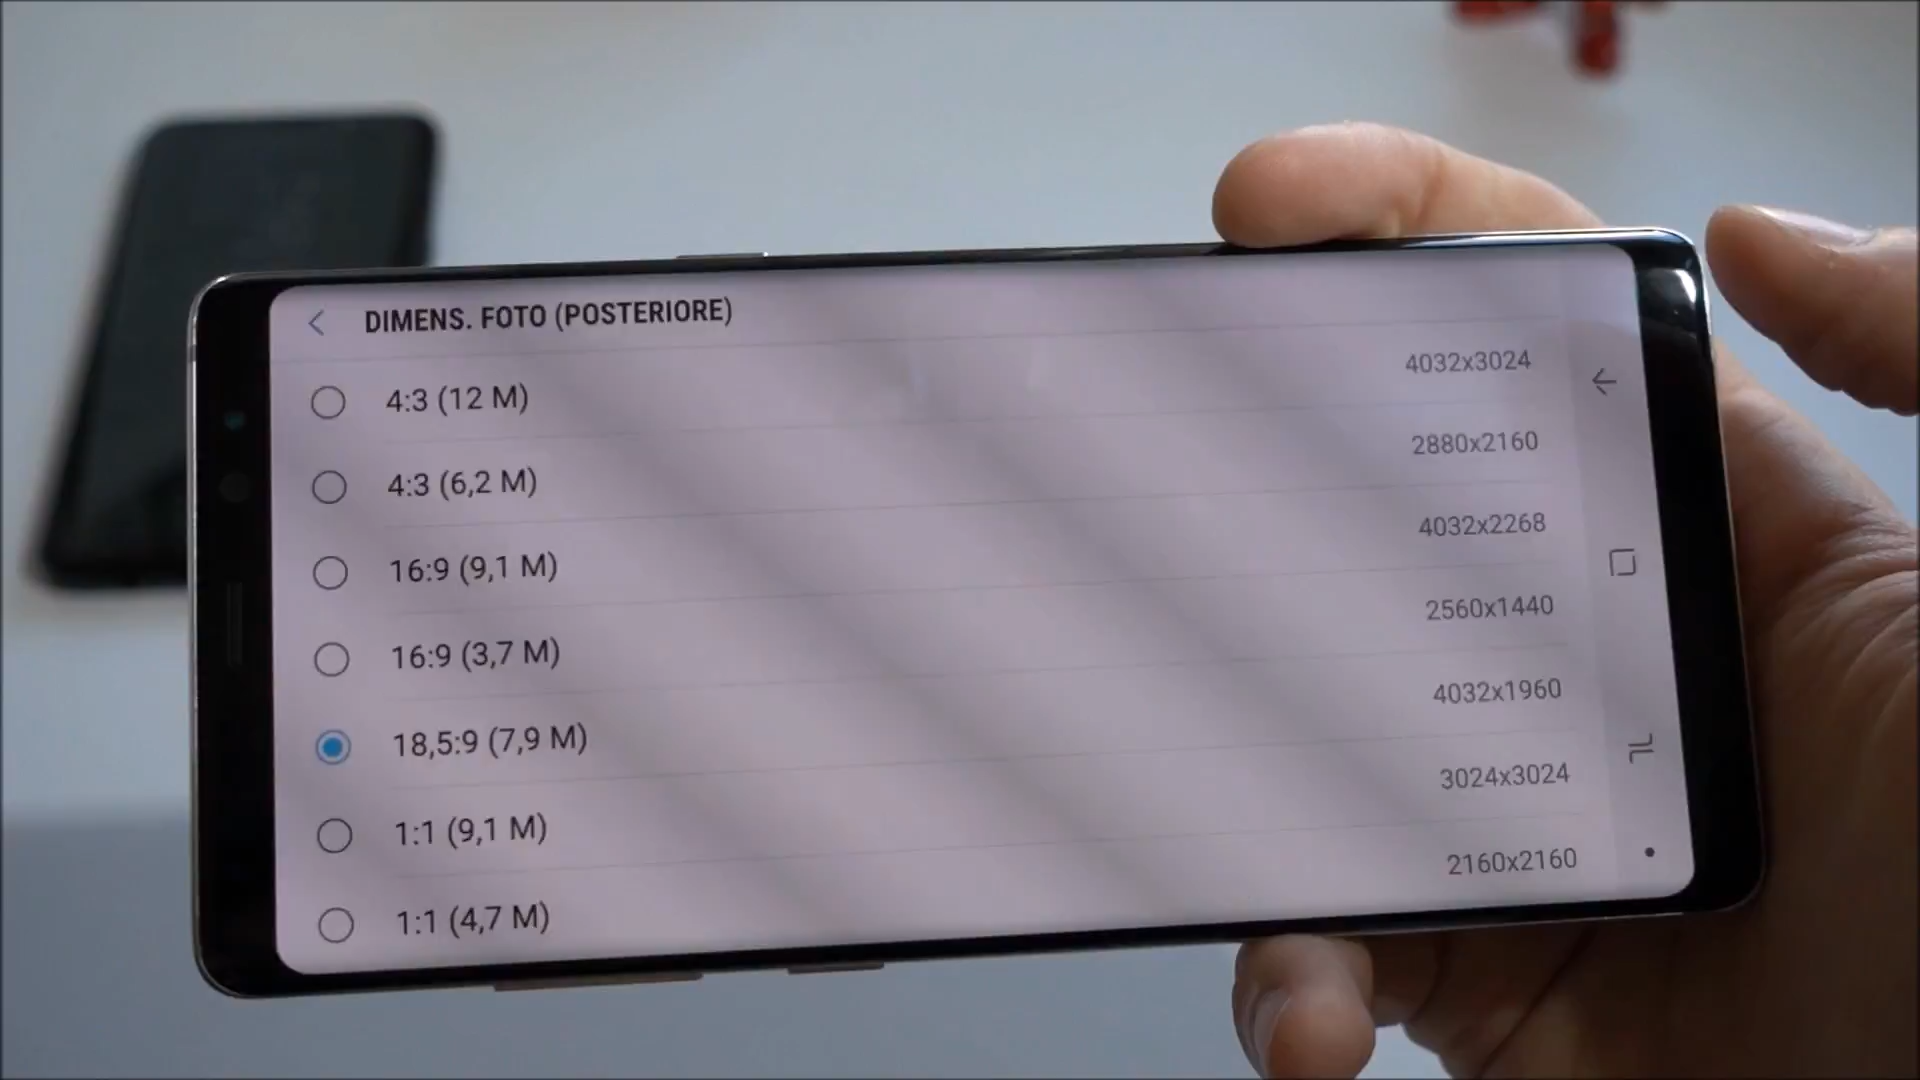 DIMENS. FOTO (POSTERIORE)
4:3 (12 M) 4032x3024
4:3 (6,2 M) 2880x2160
16:9 (9,1 M) 4032x2268
16:9 (3,7 M) 2560x1440
18,5:9 (7,9 M) 4032x1960
1:1 (9,1 M) 3024x3024
1:1 (4,7 M) 2160x2160